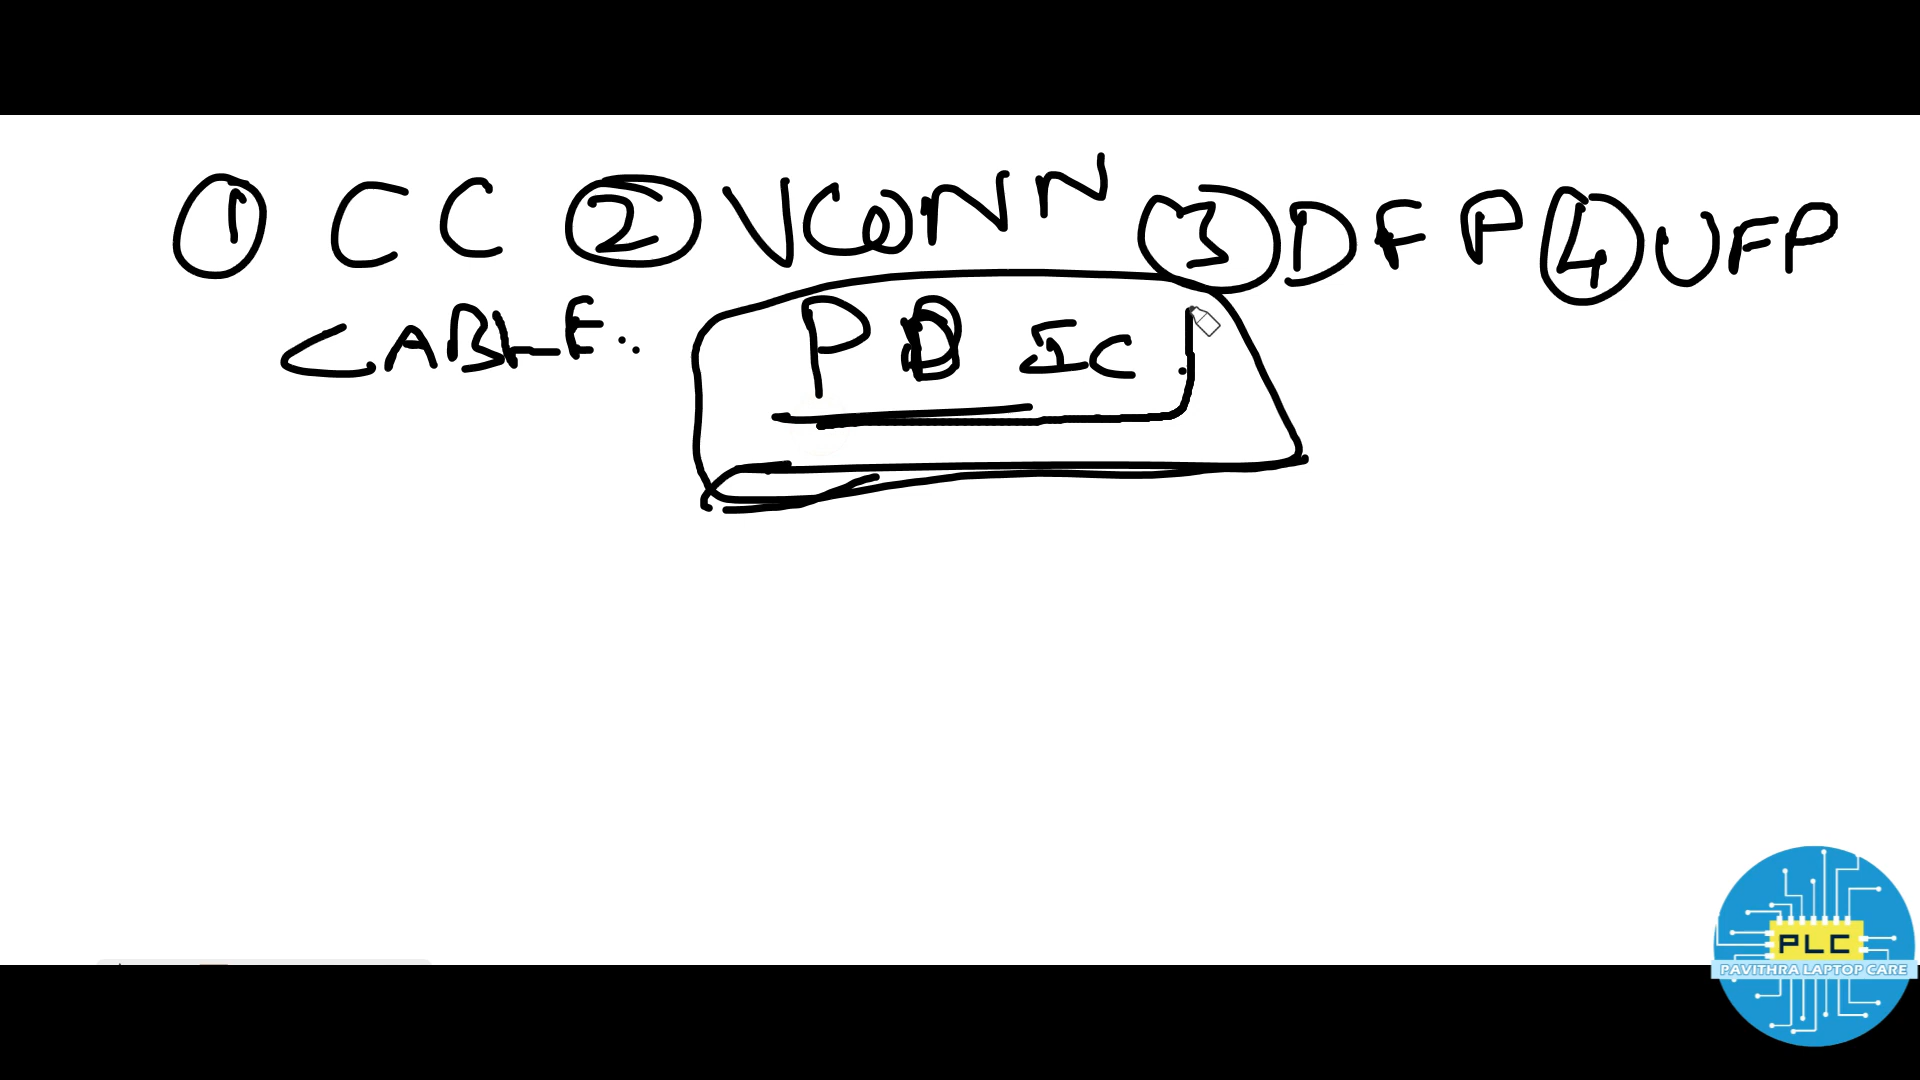 ① CC ② VCONN ③ DFP ④ UFP
CABLE.. PD IC.
PLC
PAVITHRA LAPTOP CARE